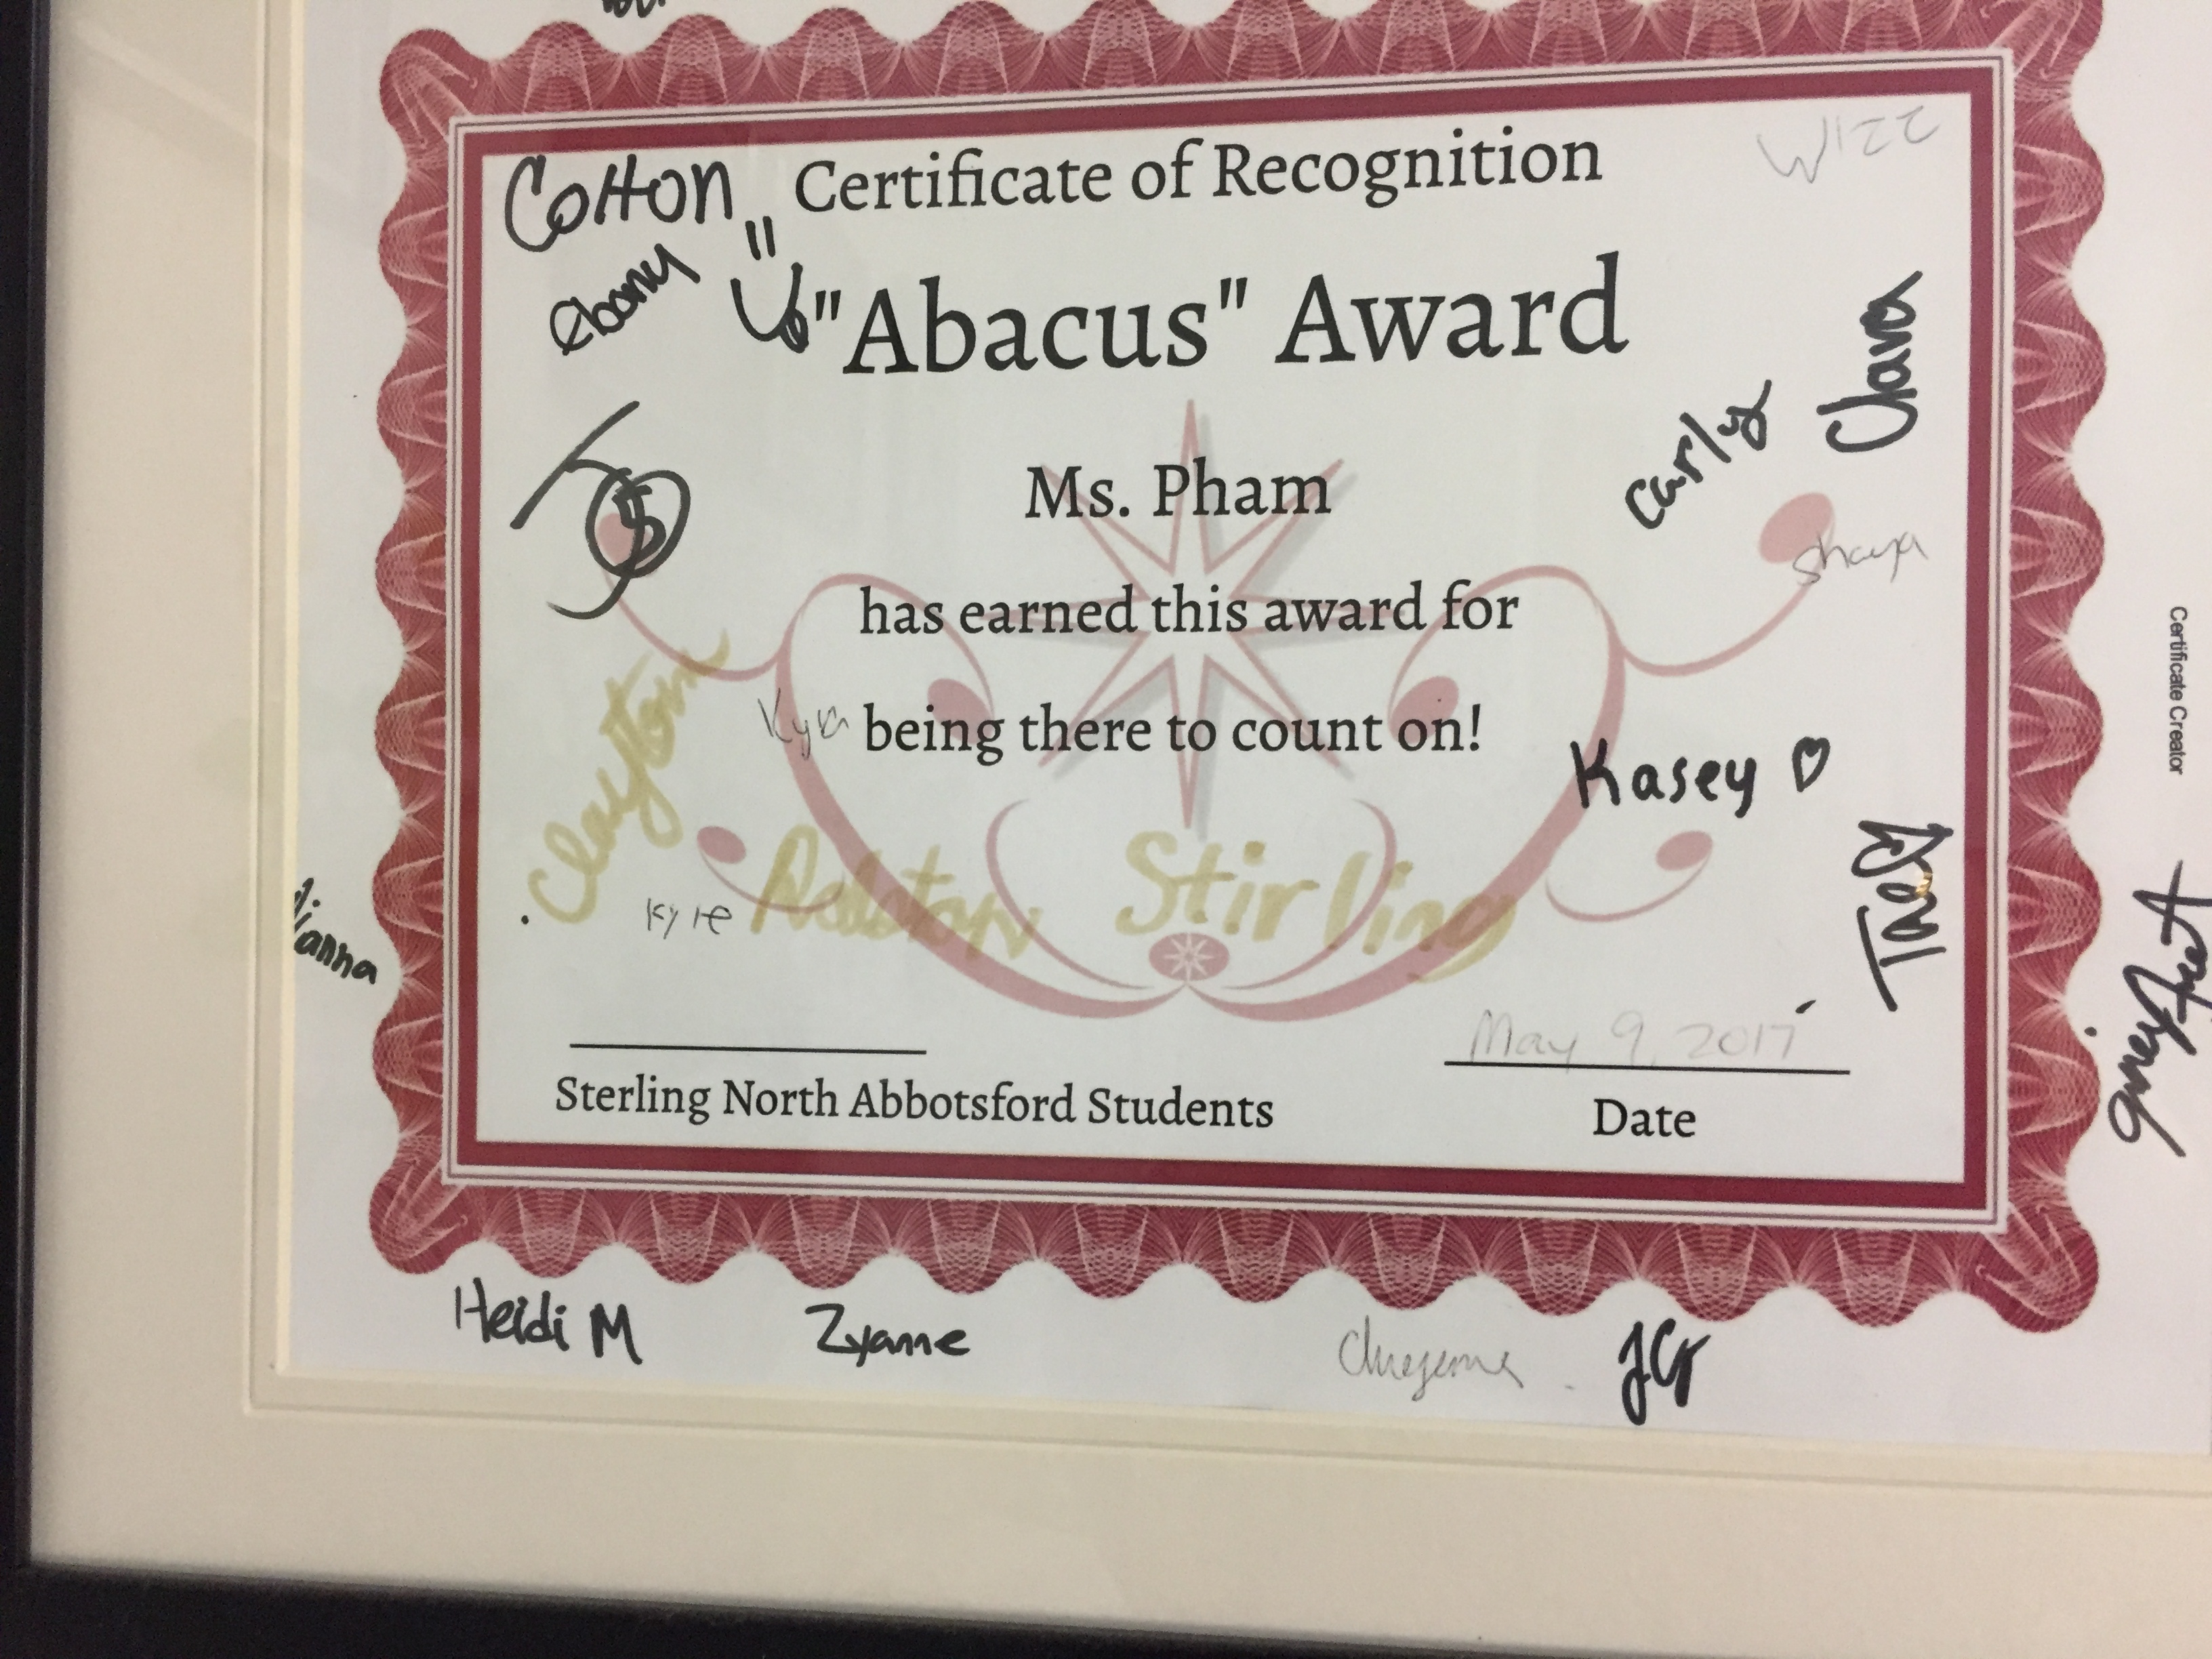 Certificate of Recognition
Wizz
Cotton
Ebony
"Abacus" Award
Clara
Carly
Ms. Pham
Shaya
has earned this award for
Clayton
Kyra
being there to count on!
Kasey
Kyle
Ashton
Stirling
May 9, 2017
Sterling North Abbotsford Students
Date
Certificate Creator
Heidi M
Zyanne
Cheyenne
JG